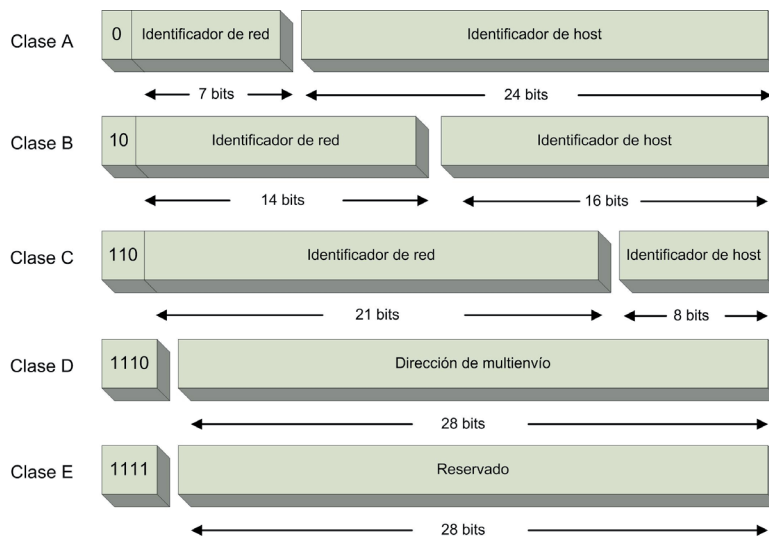 Clase A
0 Identificador de red Identificador de host
7 bits 24 bits
Clase B
10 Identificador de red Identificador de host
14 bits 16 bits
Clase C
110 Identificador de red Identificador de host
21 bits 8 bits
Clase D
1110 Dirección de multienvío
28 bits
Clase E
1111 Reservado
28 bits